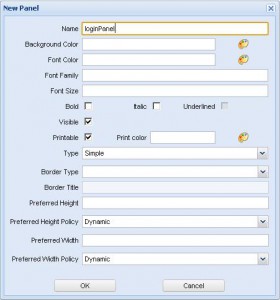 New Panel
Name loginPanel
Background Color
Font Color
Font Family
Font Size
Bold Italic Underlined
Visible
Printable Print color
Type Simple
Border Type
Border Title
Preferred Height
Preferred Height Policy Dynamic
Preferred Width
Preferred Width Policy Dynamic
OK Cancel